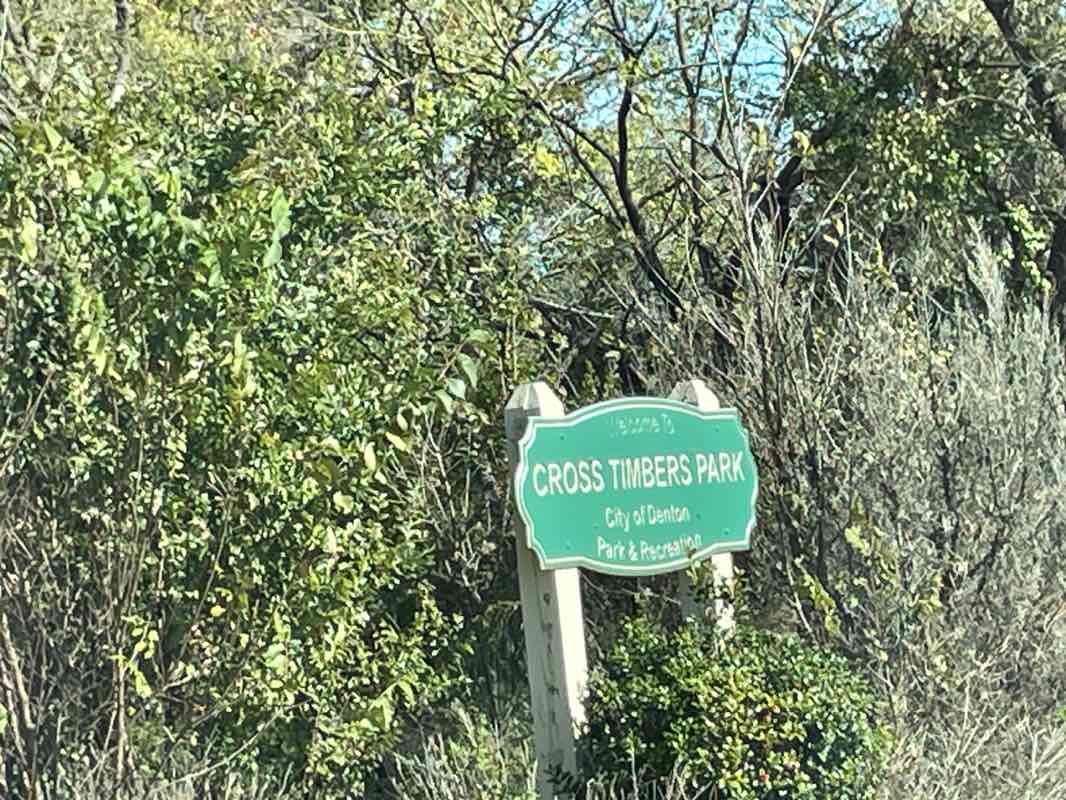 Welcome To
CROSS TIMBERS PARK
City of Denton
Park & Recreation